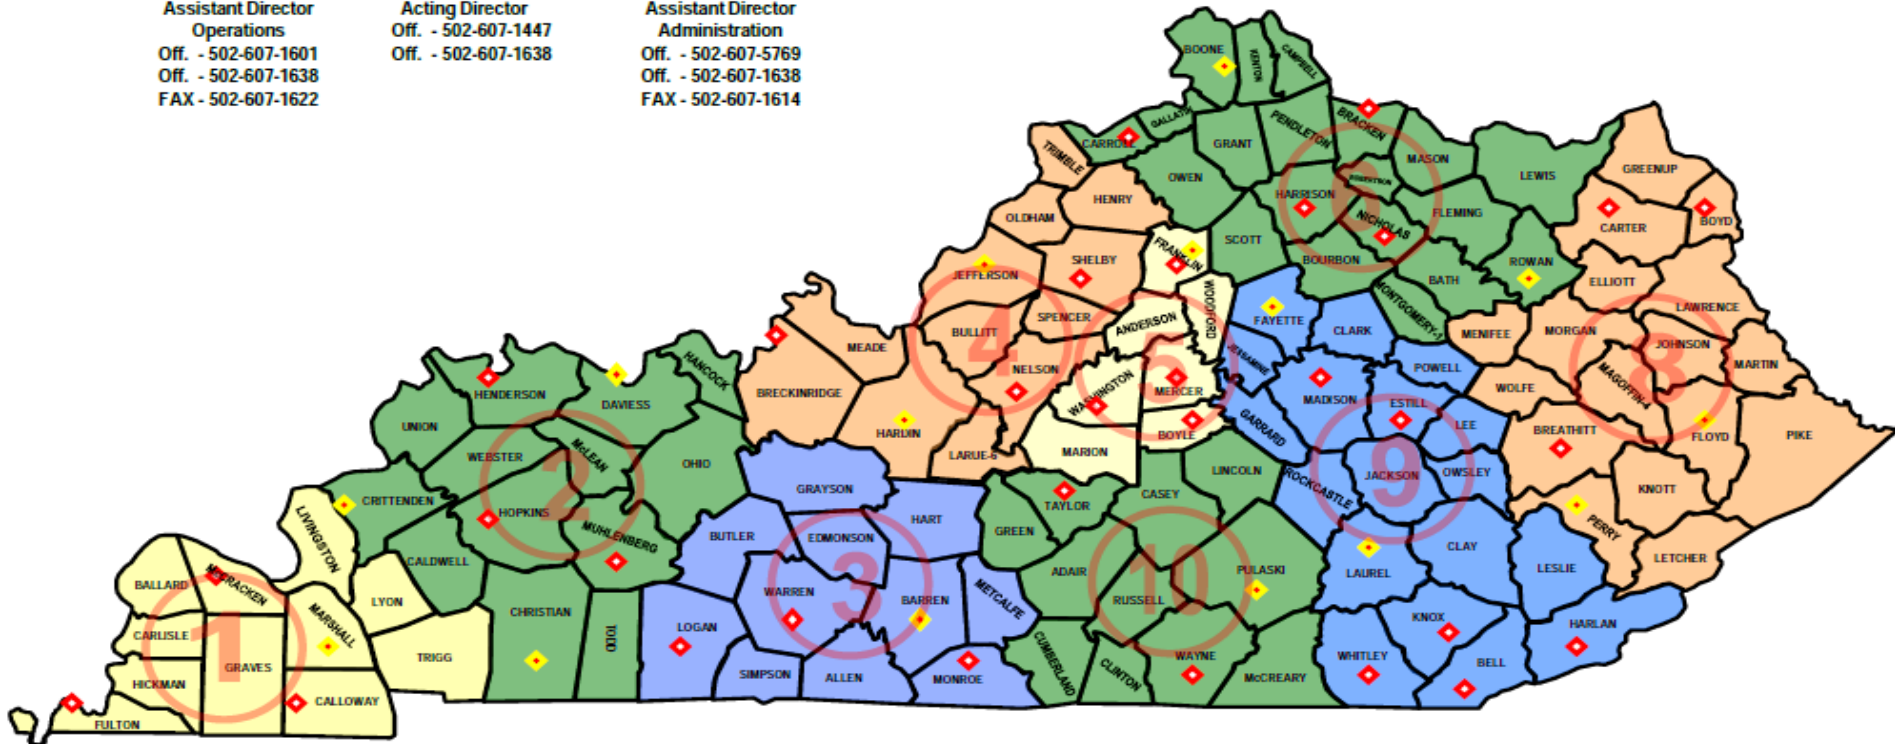 Assistant Director
Operations
Off. - 502-607-1601
Off. - 502-607-1638
FAX - 502-607-1622
Acting Director
Off. - 502-607-1447
Off. - 502-607-1638
Assistant Director
Administration
Off. - 502-607-5769
Off. - 502-607-1638
FAX - 502-607-1614
BOONE
KENTON
CAMPBELL
CARROLL
GALLATIN
GRANT
PENDLETON
BRACKEN
MASON
LEWIS
GREENUP
TRIMBLE
OWEN
HARRISON
ROBERTSON
6
FLEMING
NICHOLAS
CARTER
BOYD
HENRY
OLDHAM
SCOTT
BOURBON
BATH
ROWAN
MONTGOMERY-1
ELLIOTT
LAWRENCE
JEFFERSON
SHELBY
FRANKLIN
WOODFORD
FAYETTE
CLARK
MENIFEE
MORGAN
JOHNSON
MARTIN
BULLITT
SPENCER
ANDERSON
4
5
8
JESSAMINE
POWELL
WOLFE
MAGOFFIN-4
MEADE
BRECKINRIDGE
NELSON
WASHINGTON
MERCER
MADISON
ESTILL
LEE
BREATHITT
FLOYD
PIKE
HANCOCK
HENDERSON
DAVIESS
UNION
HARDIN
LARUE-6
MARION
BOYLE
GARRARD
WEBSTER
McLEAN
OHIO
2
LINCOLN
ROCKCASTLE
JACKSON
9
OWSLEY
KNOTT
CRITTENDEN
HOPKINS
MUHLENBERG
GRAYSON
HART
GREEN
TAYLOR
CASEY
PERRY
LETCHER
LIVINGSTON
CALDWELL
BUTLER
EDMONSON
ADAIR
RUSSELL
10
PULASKI
LAUREL
CLAY
LESLIE
BALLARD
McCRACKEN
LYON
CHRISTIAN
TODD
LOGAN
WARREN
3
BARREN
METCALFE
KNOX
HARLAN
CARLISLE
1
MARSHALL
TRIGG
GRAVES
HICKMAN
SIMPSON
ALLEN
MONROE
CUMBERLAND
CLINTON
WAYNE
McCREARY
WHITLEY
BELL
CALLOWAY
FULTON